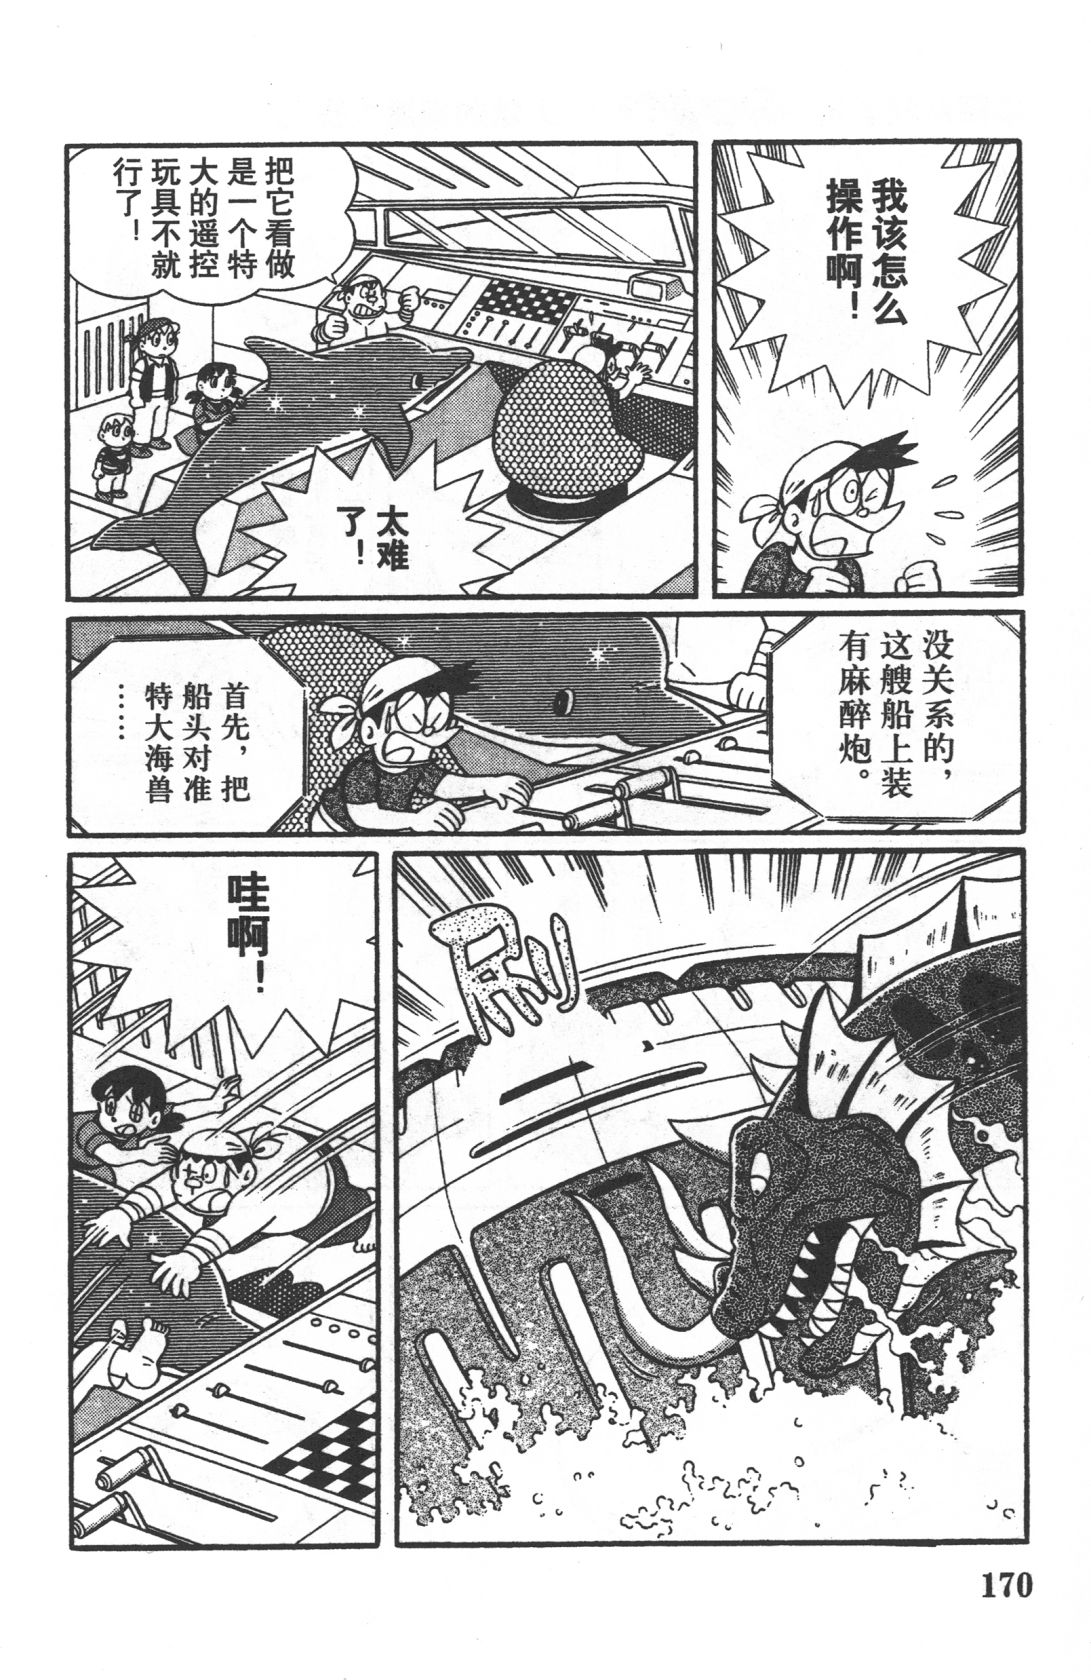 我该怎么
操作啊！
把它看做
是一个特
大的遥控
玩具不就
行了！
太难
了！
没关系的，
这艘船上装
有麻醉炮。
首先，把
船头对准
特大海兽
……
刷
哇啊！
170